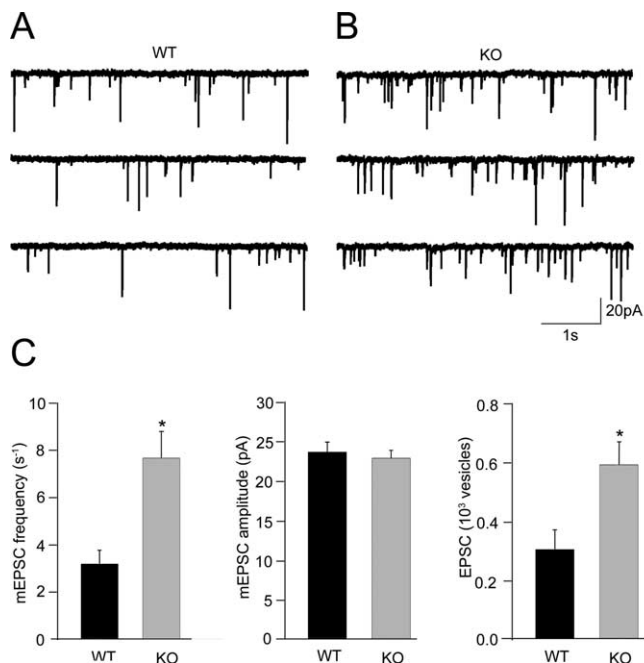 A
B
WT
KO
20pA
1s
C
mEPSC frequency (s⁻¹)
10
8
6
4
2
0
*
WT
KO
mEPSC amplitude (pA)
30
25
20
15
10
5
0
WT
KO
EPSC (10³ vesicles)
0.8
0.6
0.4
0.2
0.0
*
WT
KO